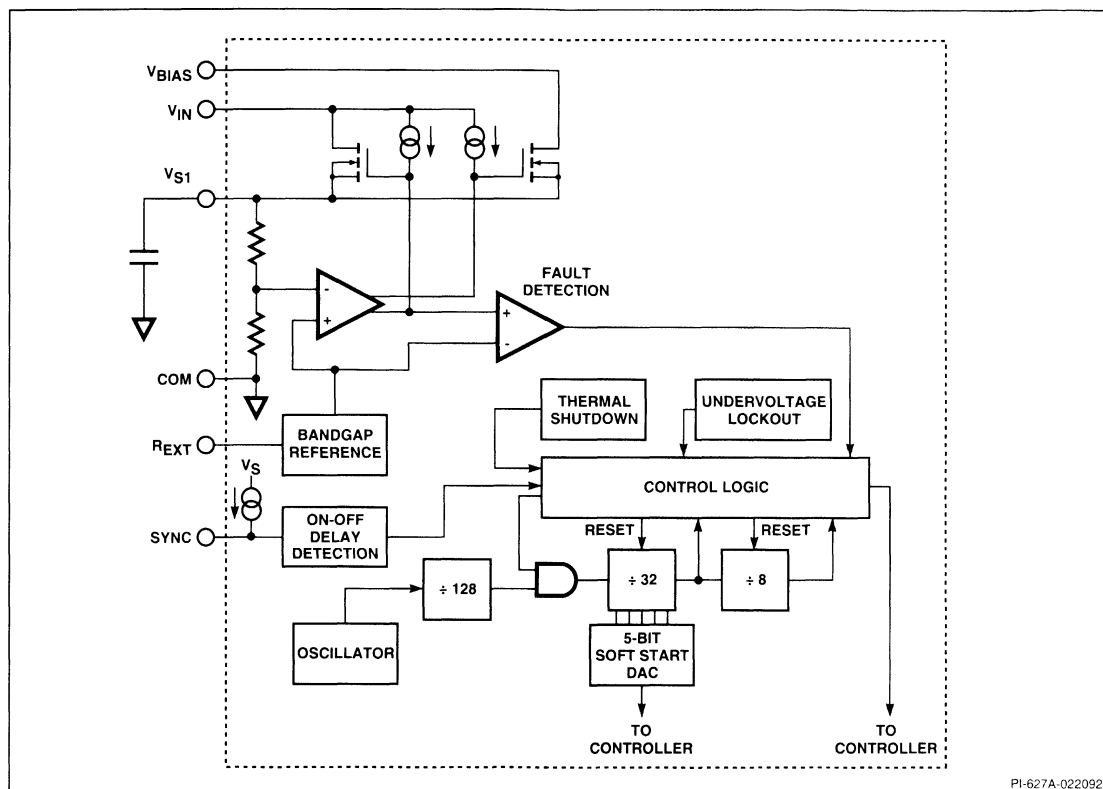 VBIAS
VIN
VS1
-
+
FAULT
DETECTION
+
-
COM
THERMAL
SHUTDOWN
UNDERVOLTAGE
LOCKOUT
REXT
BANDGAP
REFERENCE
VS
CONTROL LOGIC
SYNC
ON-OFF
DELAY
DETECTION
RESET
RESET
÷ 128
÷ 32
÷ 8
OSCILLATOR
5-BIT
SOFT START
DAC
TO
CONTROLLER
TO
CONTROLLER
PI-627A-022092